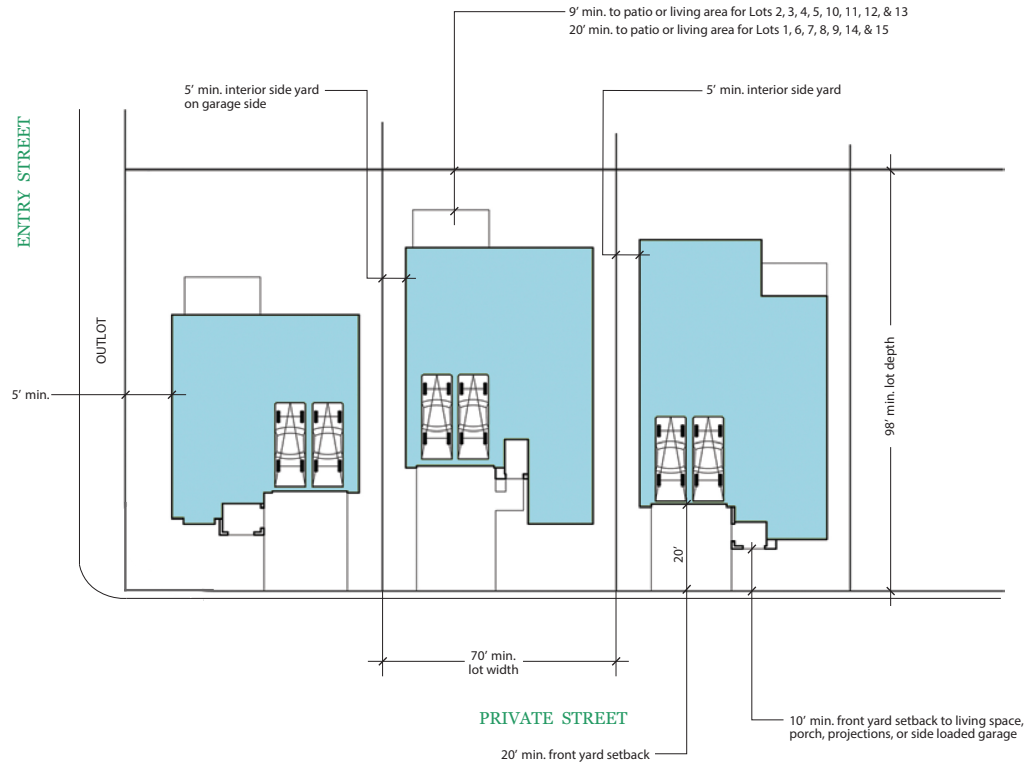 9’ min. to patio or living area for Lots 2, 3, 4, 5, 10, 11, 12, & 13
20’ min. to patio or living area for Lots 1, 6, 7, 8, 9, 14, & 15
5’ min. interior side yard
on garage side
5’ min. interior side yard
ENTRY STREET
OUTLOT
5’ min.
98’ min. lot depth
20’
70’ min.
lot width
PRIVATE STREET
10’ min. front yard setback to living space,
porch, projections, or side loaded garage
20’ min. front yard setback